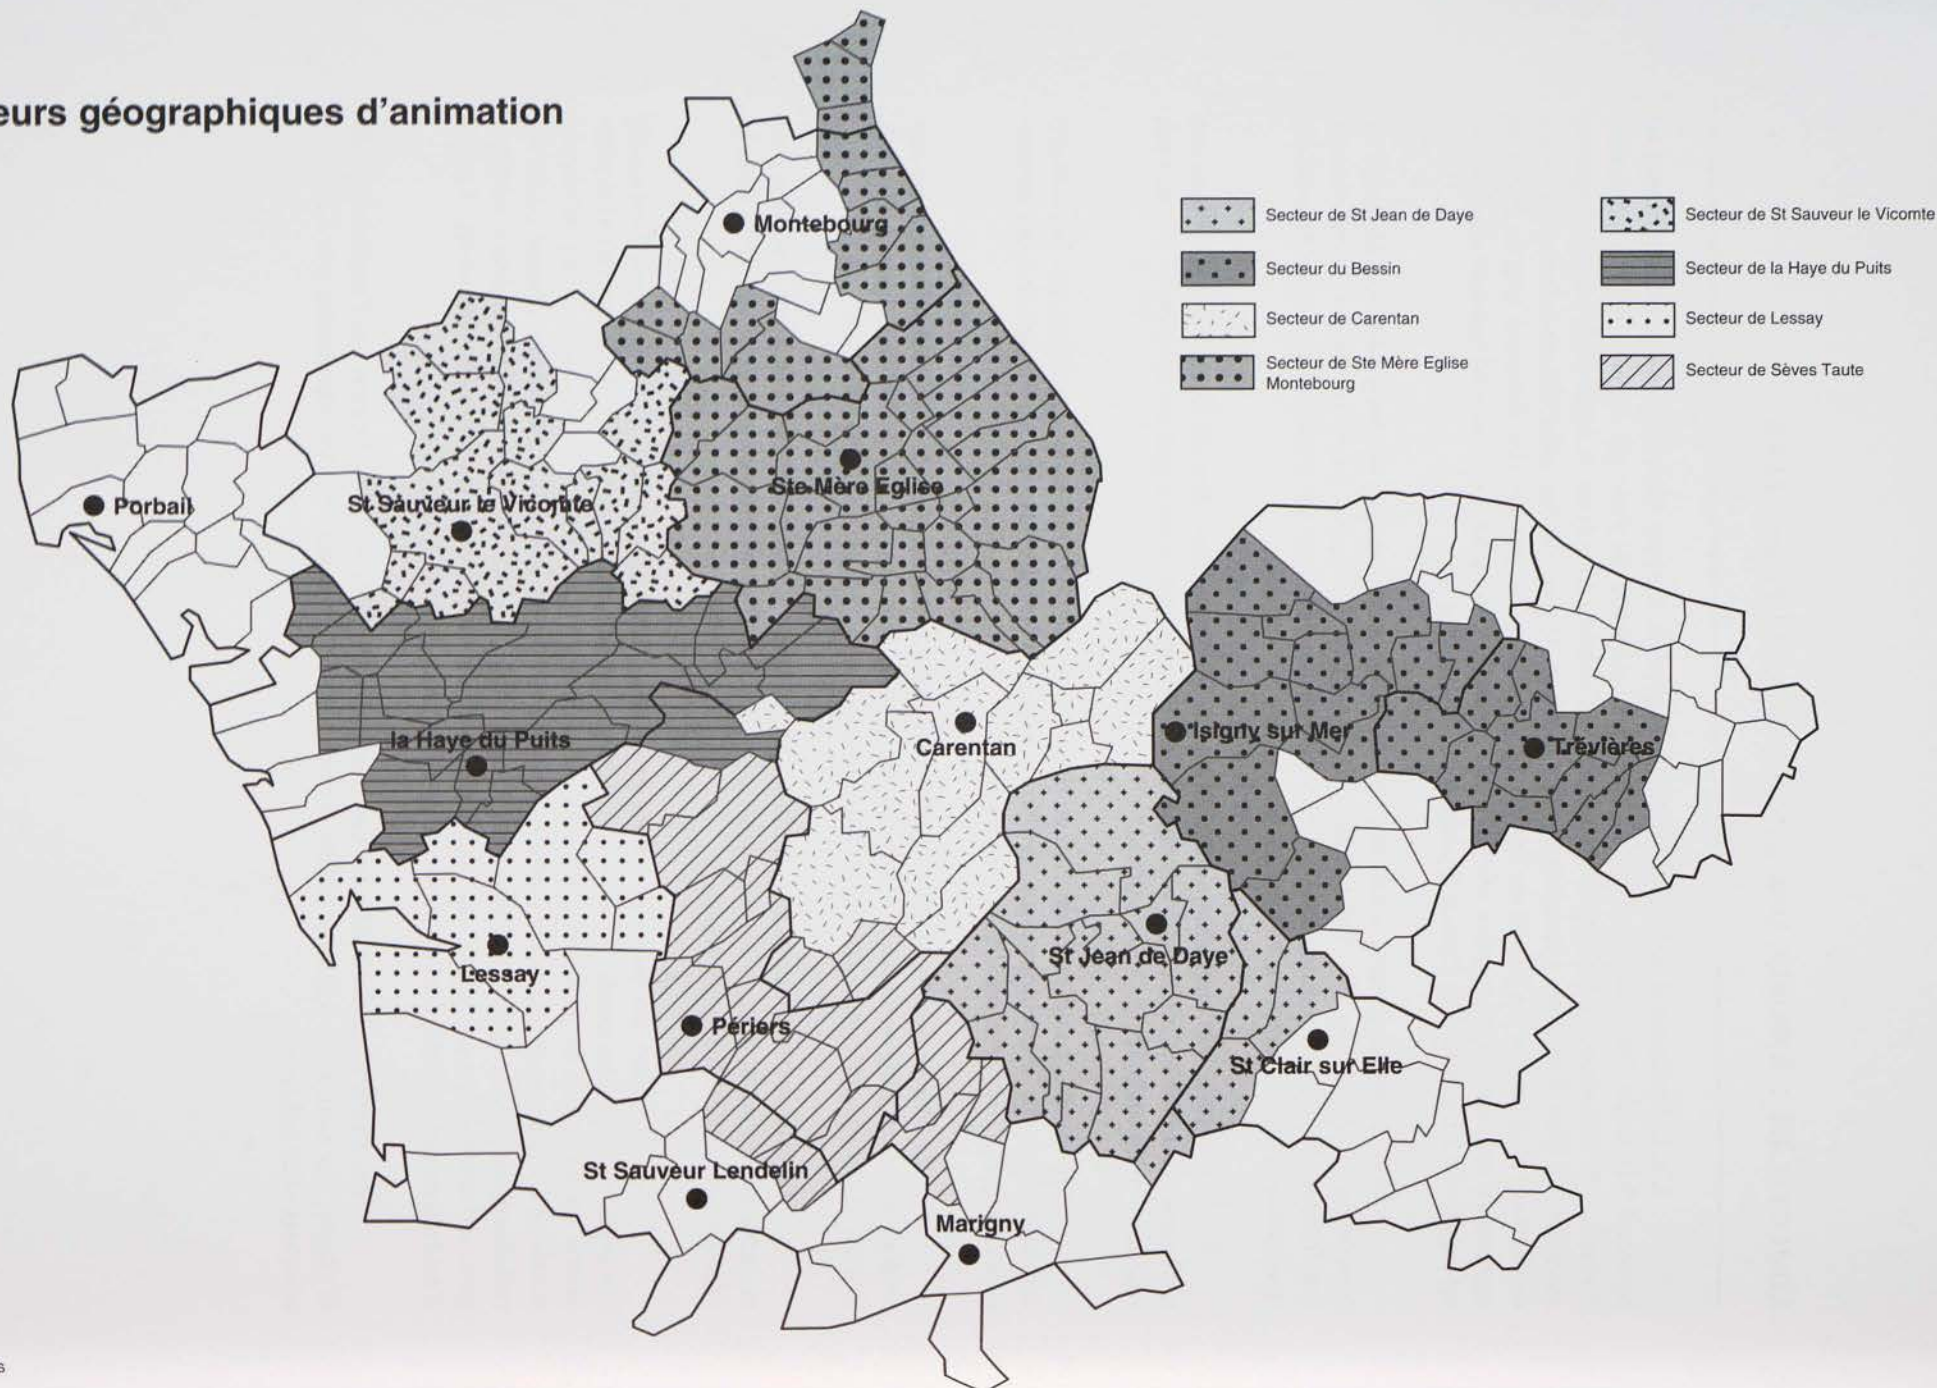 eurs géographiques d'animation
Secteur de St Jean de Daye
Secteur du Bessin
Secteur de Carentan
Secteur de Ste Mère Eglise
Montebourg
Secteur de St Sauveur le Vicomte
Secteur de la Haye du Puits
Secteur de Lessay
Secteur de Sèves Taute
Montebourg
Porbail
St Sauveur le Vicomte
Ste Mère Eglise
la Haye du Puits
Carentan
Isigny sur Mer
Trévières
Lessay
St Jean de Daye
Périers
St Clair sur Elle
St Sauveur Lendelin
Marigny
s